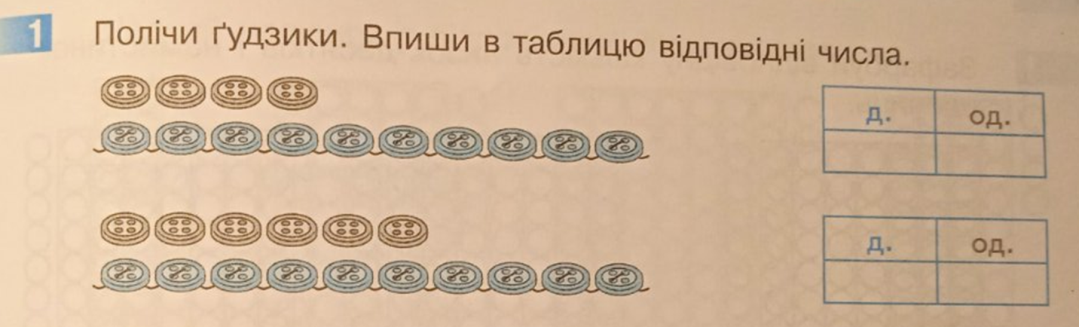 1 Полічи ґудзики. Впиши в таблицю відповідні числа.
д. од.
д. од.